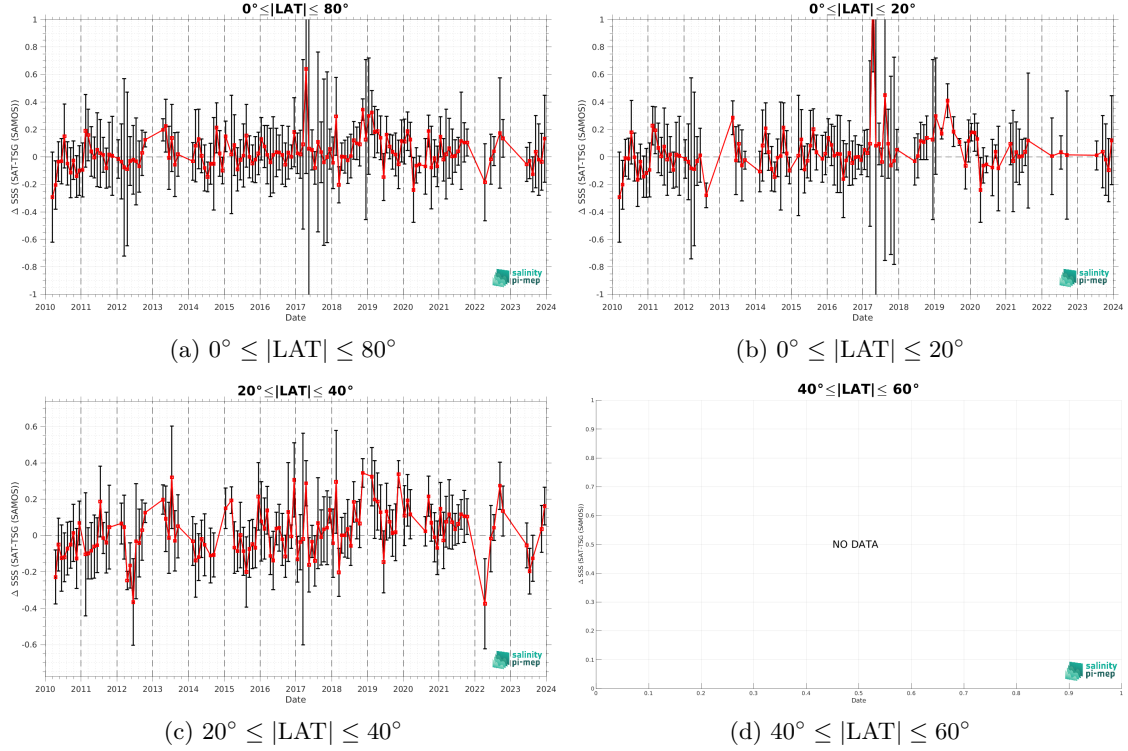 0°≤|LAT|≤ 80°
Δ SSS (SAT-TSG (SAMOS))
1
0.8
0.6
0.4
0.2
0
-0.2
-0.4
-0.6
-0.8
-1
2010 2011 2012 2013 2014 2015 2016 2017 2018 2019 2020 2021 2022 2023 2024
Date
salinity
pi-mep
(a) 0° ≤ |LAT| ≤ 80°
0°≤|LAT|≤ 20°
Δ SSS (SAT-TSG (SAMOS))
1
0.8
0.6
0.4
0.2
0
-0.2
-0.4
-0.6
-0.8
-1
2010 2011 2012 2013 2014 2015 2016 2017 2018 2019 2020 2021 2022 2023 2024
Date
salinity
pi-mep
(b) 0° ≤ |LAT| ≤ 20°
20°≤|LAT|≤ 40°
Δ SSS (SAT-TSG (SAMOS))
0.6
0.4
0.2
0
-0.2
-0.4
-0.6
2010 2011 2012 2013 2014 2015 2016 2017 2018 2019 2020 2021 2022 2023 2024
Date
salinity
pi-mep
(c) 20° ≤ |LAT| ≤ 40°
40°≤|LAT|≤ 60°
Δ SSS (SAT-TSG (SAMOS))
1
0.9
0.8
0.7
0.6
0.5
0.4
0.3
0.2
0.1
0
NO DATA
0 0.1 0.2 0.3 0.4 0.5 0.6 0.7 0.8 0.9 1
Date
salinity
pi-mep
(d) 40° ≤ |LAT| ≤ 60°